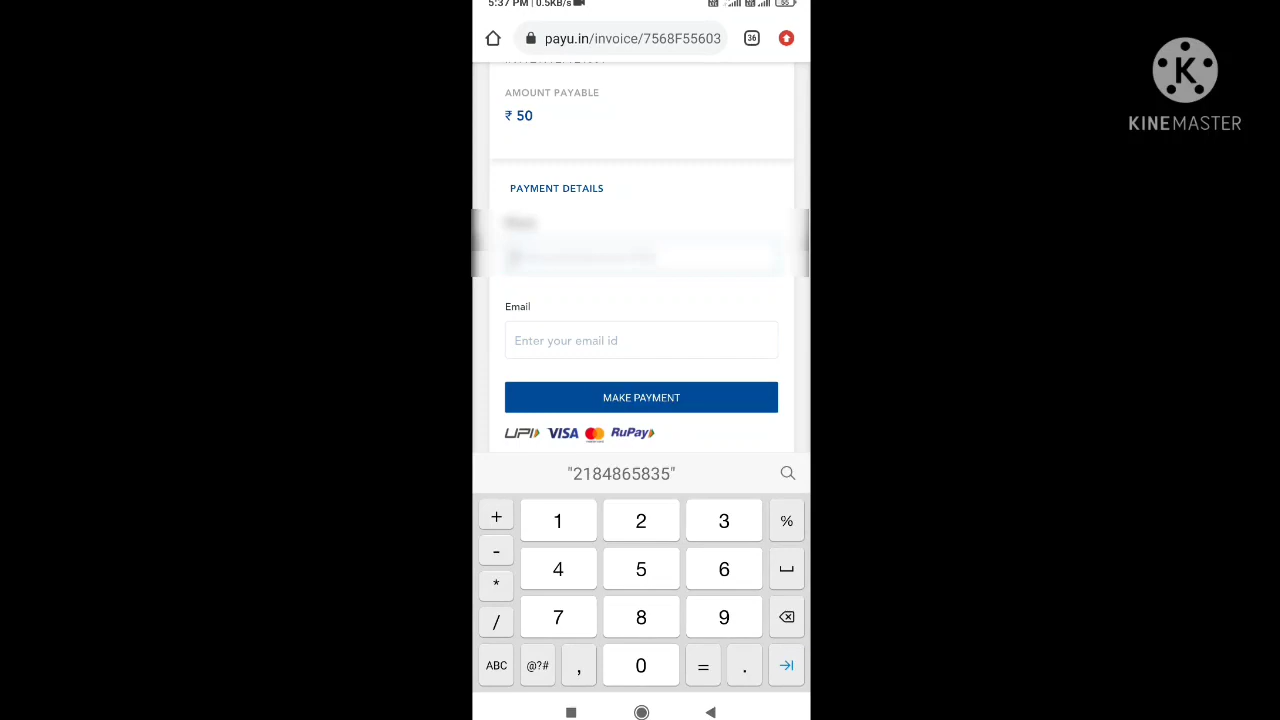 5:37 PM | 0.5KB/s
55
payu.in/invoice/7568F55603
36
K
KINEMASTER
AMOUNT PAYABLE
₹ 50
PAYMENT DETAILS
Email
Enter your email id
MAKE PAYMENT
UPI VISA RuPay
"2184865835"
+ 1 2 3 %
- 4 5 6
* 7 8 9
/
ABC @?# , 0 = .